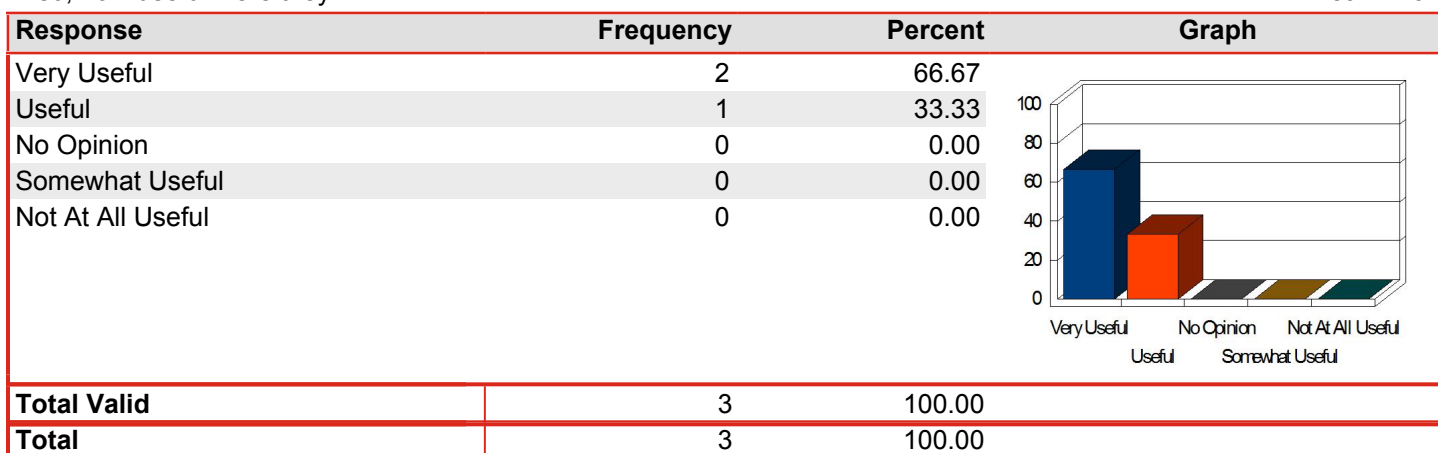 Response Frequency Percent Graph
Very Useful 2 66.67
Useful 1 33.33
No Opinion 0 0.00
Somewhat Useful 0 0.00
Not At All Useful 0 0.00
100
80
60
40
20
0
Very Useful No Opinion Not At All Useful
Useful Somewhat Useful
Total Valid 3 100.00
Total 3 100.00